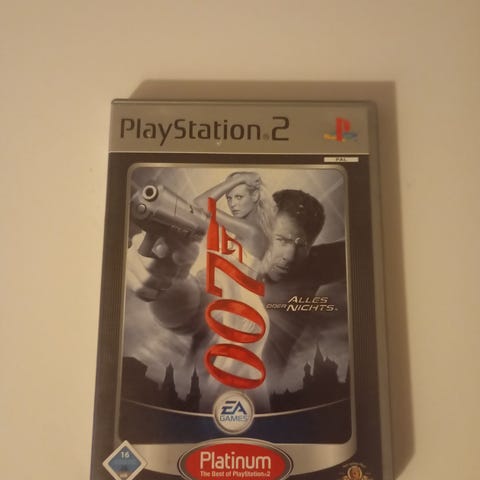 PlayStation.2
PAL
007
ALLES
ODER NICHTS
EA
GAMES
16
Platinum
The Best of PlayStation.2